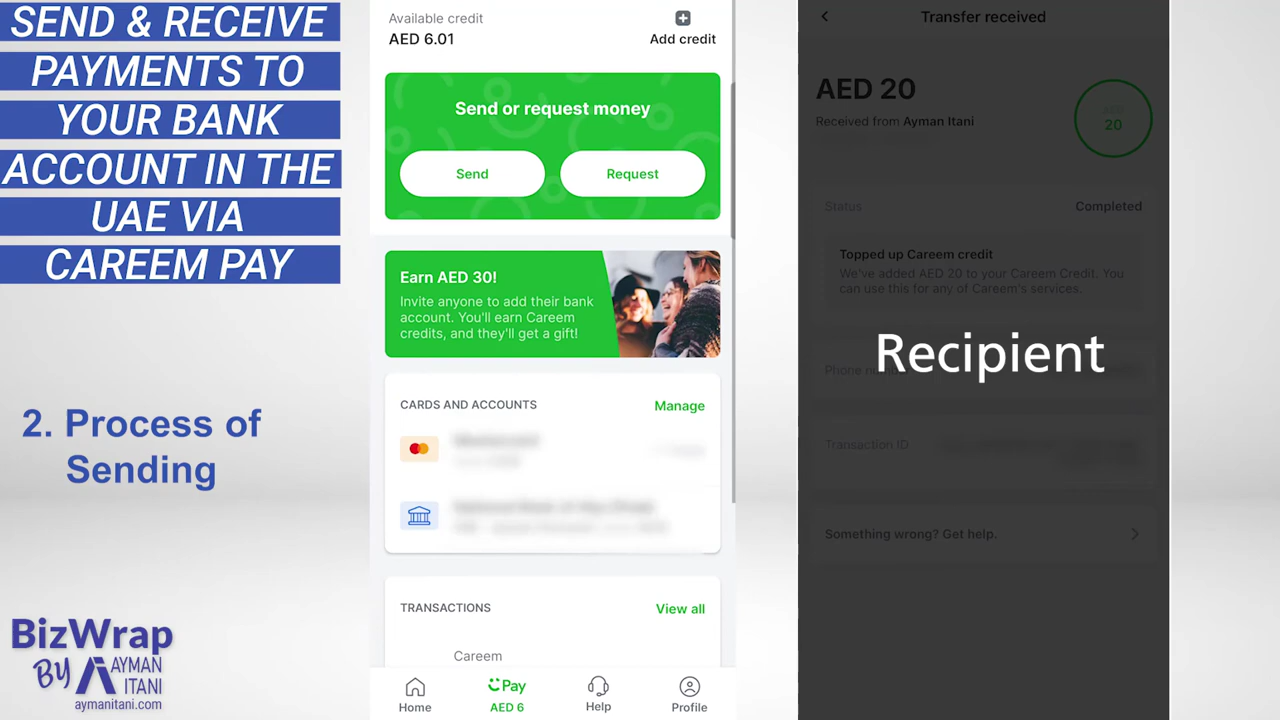 SEND & RECEIVE
PAYMENTS TO
YOUR BANK
ACCOUNT IN THE
UAE VIA
CAREEM PAY
2. Process of
Sending
BizWrap
By AYMAN
ITANI
aymanitani.com
Available credit
AED 6.01
Add credit
Send or request money
Send
Request
Earn AED 30!
Invite anyone to add their bank
account. You'll earn Careem
credits, and they'll get a gift!
CARDS AND ACCOUNTS
Manage
TRANSACTIONS
View all
Careem
Home
Pay
AED 6
Help
Profile
Transfer received
AED 20
Received from Ayman Itani
AED
20
Status
Completed
Topped up Careem credit
We've added AED 20 to your Careem Credit. You
can use this for any of Careem's services.
Recipient
Phone number
Transaction ID
Something wrong? Get help.